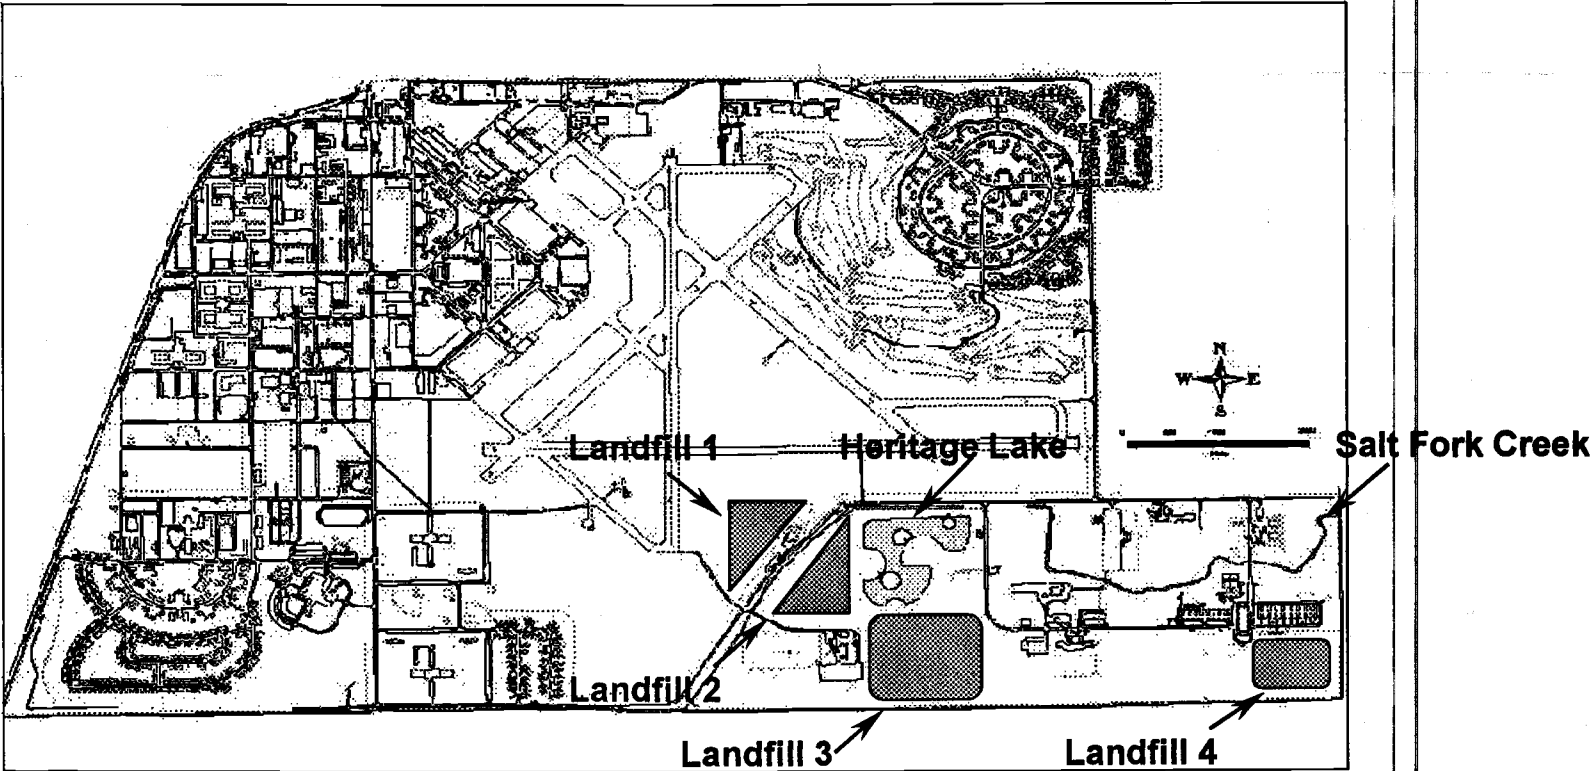 N
W E
S
Landfill 1
Heritage Lake
Salt Fork Creek
Landfill 2
Landfill 3
Landfill 4